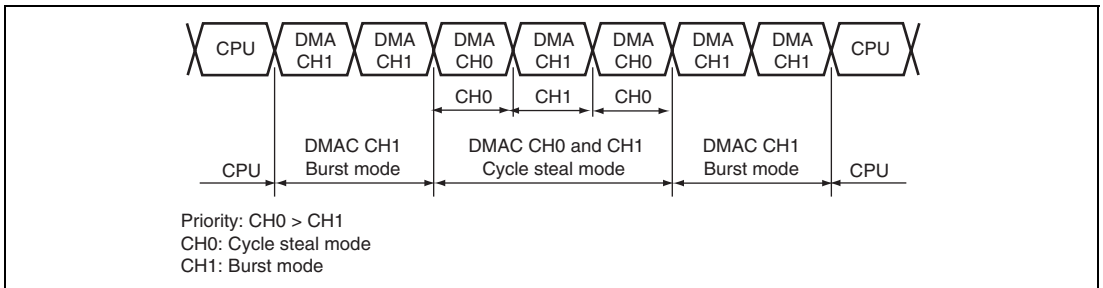 CPU DMA CH1 DMA CH1 DMA CH0 DMA CH1 DMA CH0 DMA CH1 DMA CH1 CPU
CH0 CH1 CH0
CPU DMAC CH1 Burst mode DMAC CH0 and CH1 Cycle steal mode DMAC CH1 Burst mode CPU
Priority: CH0 > CH1
CH0: Cycle steal mode
CH1: Burst mode